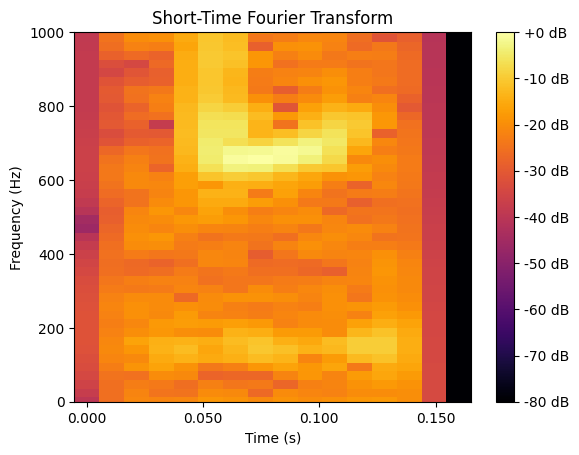 Short-Time Fourier Transform
1000
800
600
400
200
0
Frequency (Hz)
0.000
0.050
0.100
0.150
Time (s)
+0 dB
-10 dB
-20 dB
-30 dB
-40 dB
-50 dB
-60 dB
-70 dB
-80 dB